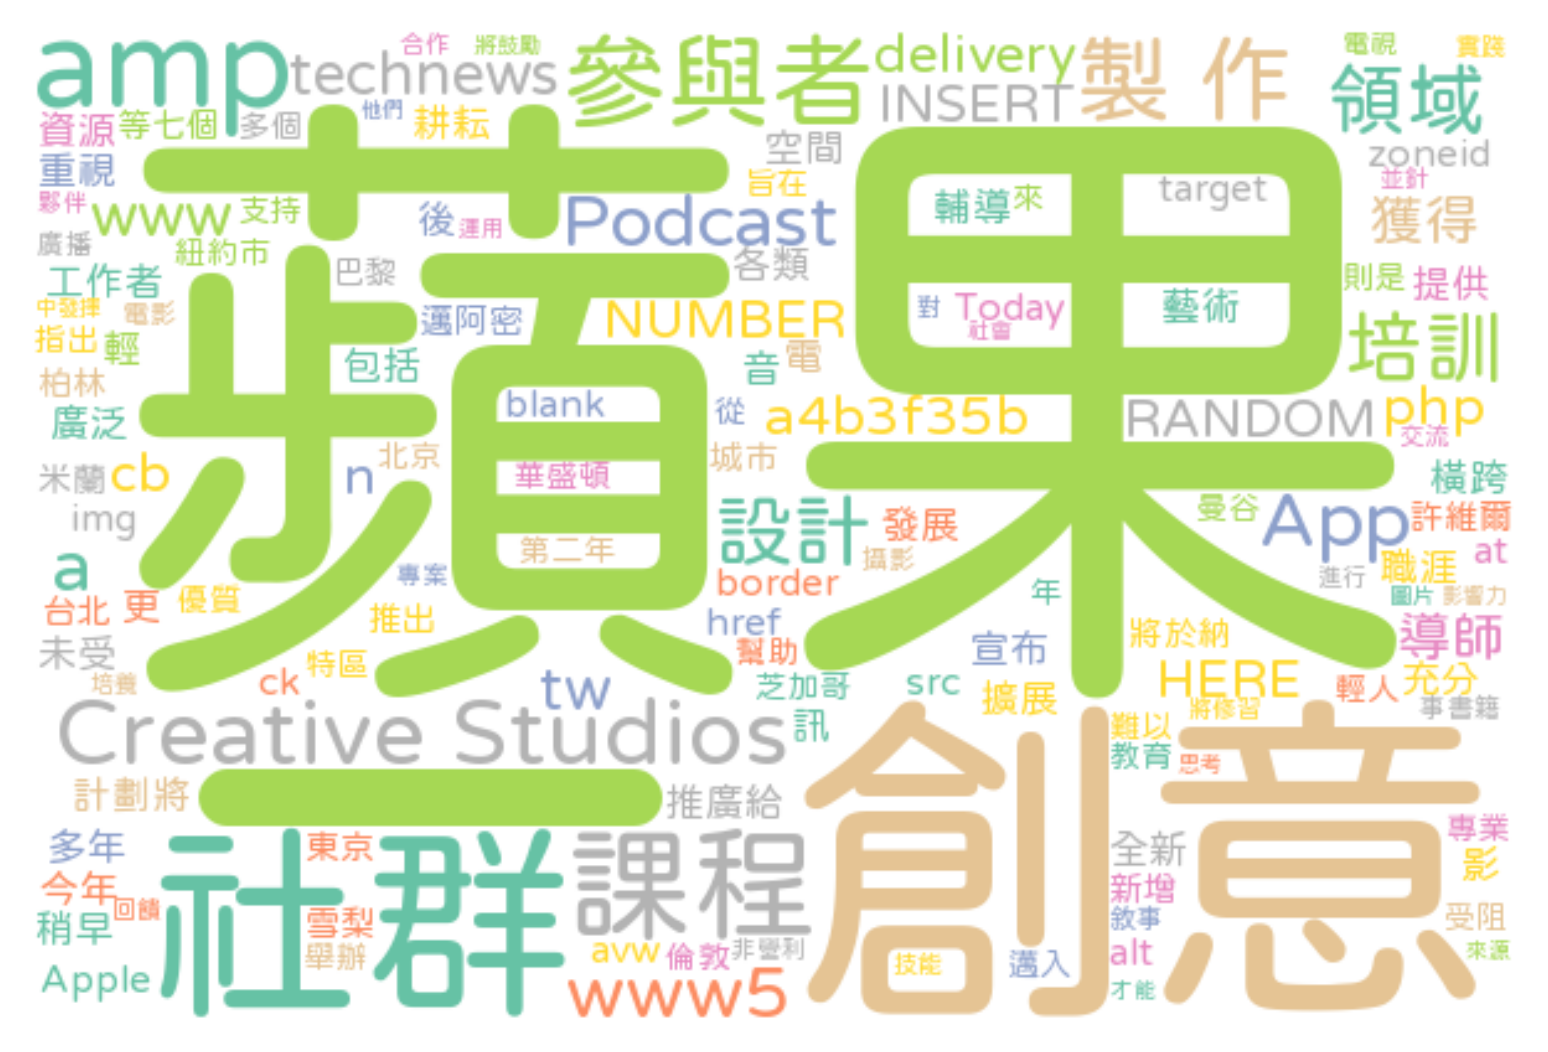 amp
technews
合作
將鼓勵
參與者
delivery
INSERT
製作
電視
實踐
領域
資源
等七個
多個
他們
耕耘
空間
zoneid
重視
旨在
輔導
來
target
並針
夥伴
www
支持
後
運用
Podcast
獲得
廣播
紐約市
巴黎
各類
工作者
則是
提供
中發揮
電影
邁阿密
NUMBER
對
Today
社會
藝術
指出
輕
包括
音
電
培訓
柏林
蘋果
blank
從
a4b3f35b
RANDOM
php
廣泛
交流
米蘭
cb
n
北京
華盛頓
城市
橫跨
img
設計
發展
曼谷
App
許維爾
a
專案
第二年
攝影
進行
職涯
at
台北
更
優質
推出
border
年
圖片
影響力
未受
href
幫助
宣布
將於納
導師
培養
ck
特區
tw
芝加哥
src
擴展
HERE
輕人
充分
Creative Studios
訊
難以
將修習
事書籍
教育
思考
計劃將
一
推廣給
創意
多年
社群
東京
課程
全新
專業
今年
回饋
新增
影
稍早
雪梨
敘事
受阻
舉辦
avw
倫敦
非營利
技能
邁入
alt
來源
Apple
www5
才能